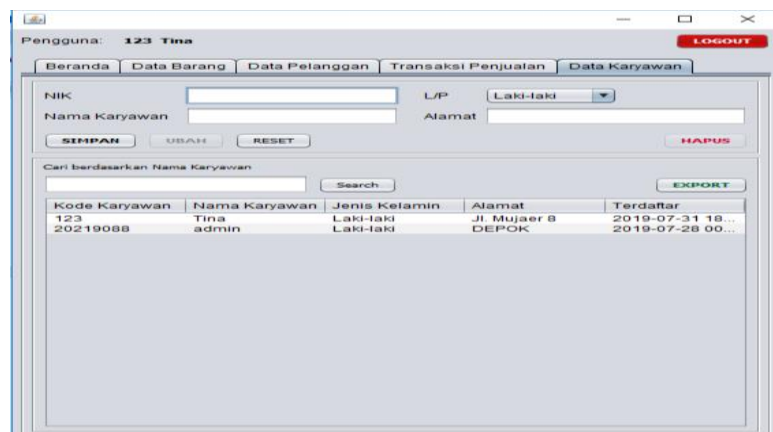 Pengguna: 123 Tina LOGOUT
Beranda Data Barang Data Pelanggan Transaksi Penjualan Data Karyawan
NIK L/P Laki-laki
Nama Karyawan Alamat
SIMPAN UBAH RESET HAPUS
Cari berdasarkan Nama Karyawan
Search EXPORT
Kode Karyawan Nama Karyawan Jenis Kelamin Alamat Terdaftar
123 Tina Laki-laki Jl. Mujaer 8 2019-07-31 18...
20219088 admin Laki-laki DEPOK 2019-07-28 00...